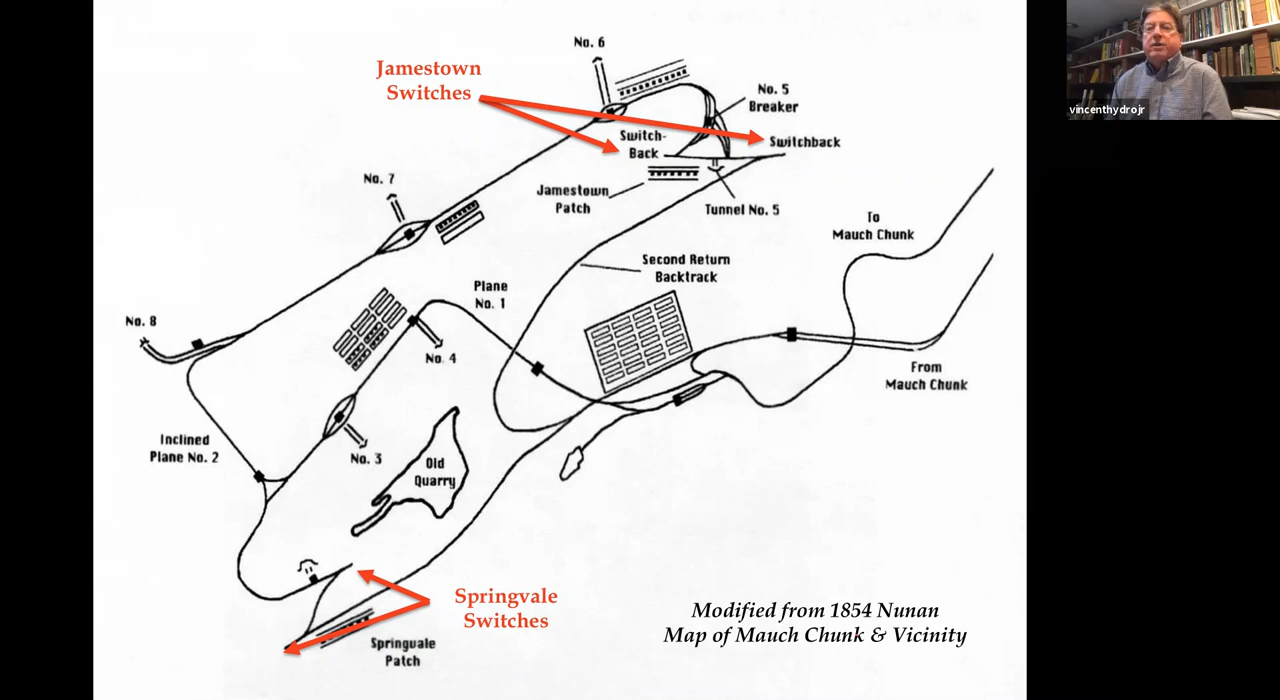 No. 6
Jamestown
Switches
No. 5
Breaker
Switch-
Back
Switchback
Jamestown
Patch
Tunnel No. 5
No. 7
To
Mauch Chunk
Second Return
Backtrack
Plane
No. 1
No. 8
No. 4
From
Mauch Chunk
Inclined
Plane No. 2
No. 3
Old
Quarry
Springvale
Switches
Springvale
Patch
Modified from 1854 Nunan
Map of Mauch Chunk & Vicinity
vincenthydrojr